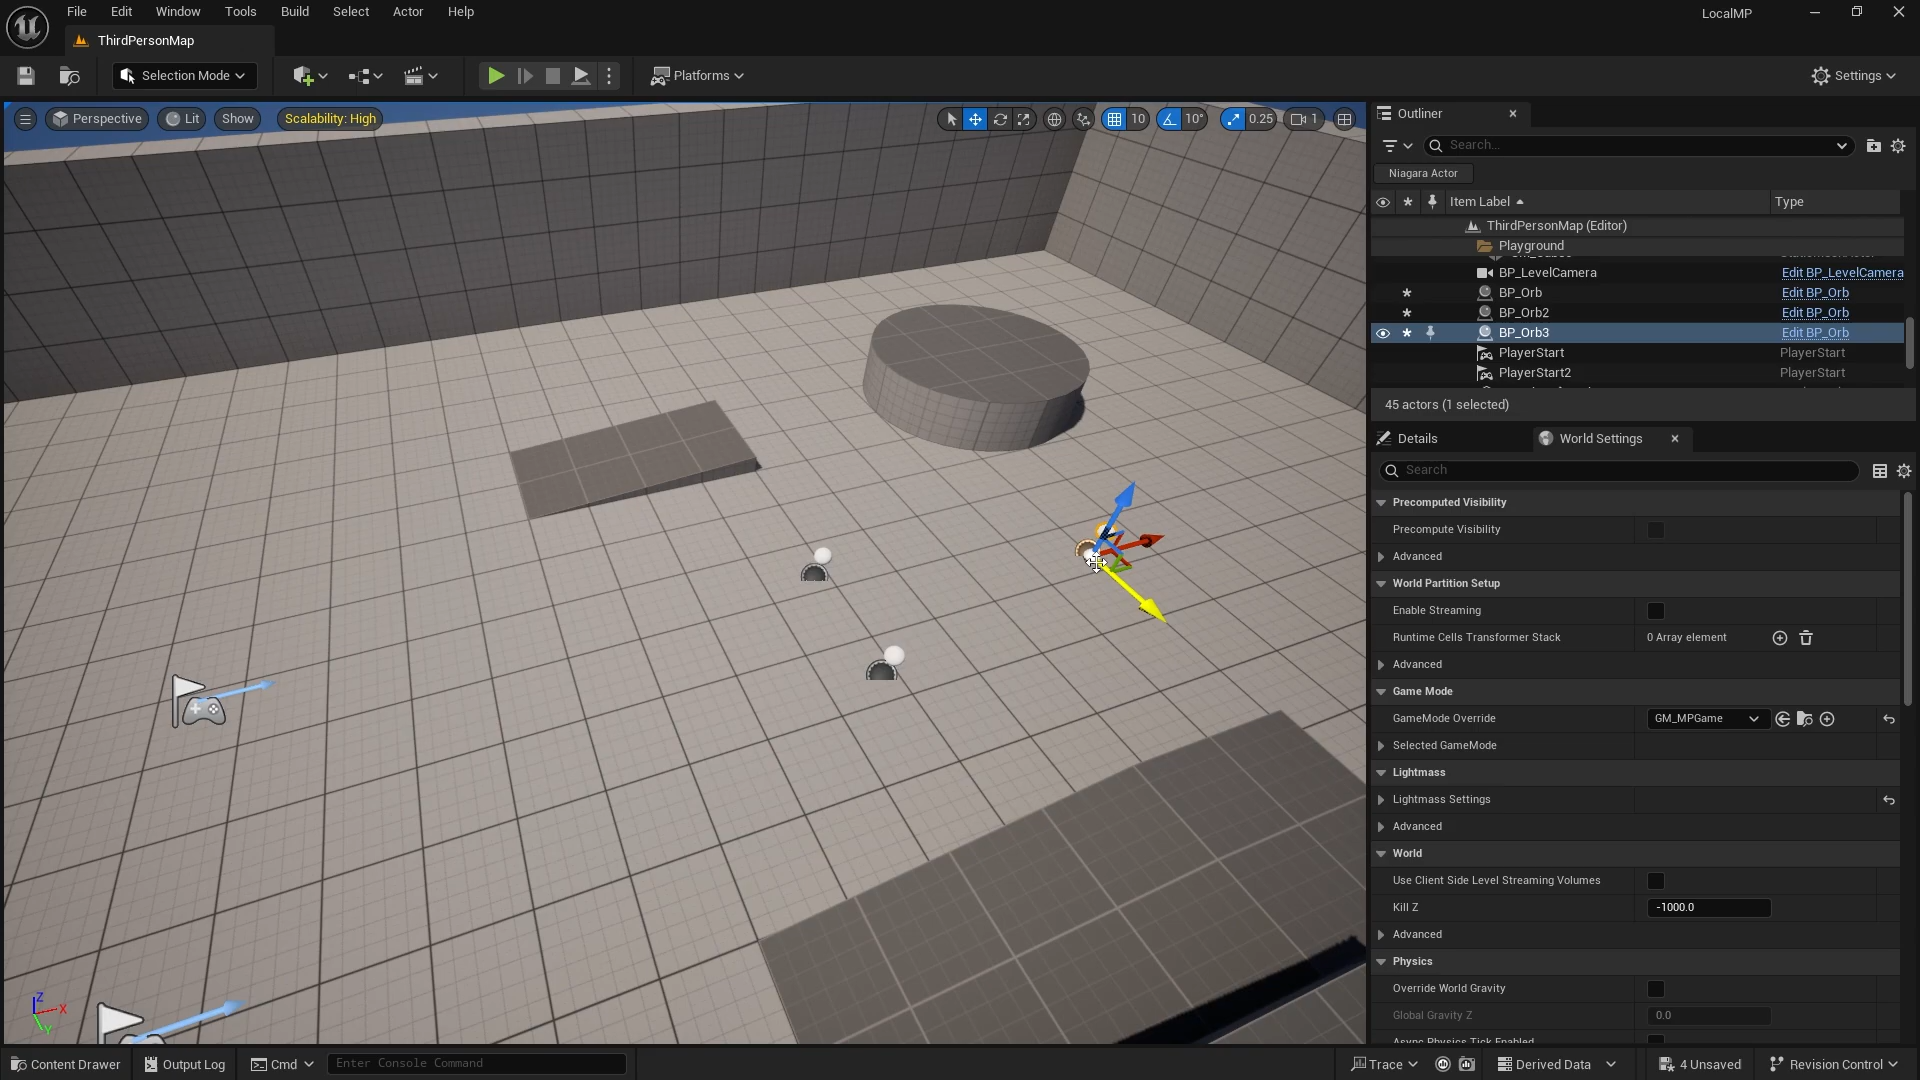 File Edit Window Tools Build Select Actor Help
LocalMP
ThirdPersonMap
Selection Mode
Platforms
Settings
Perspective
Lit
Show
Scalability: High
10
10°
0.25
1
Outliner
Search...
Niagara Actor
Item Label
Type
ThirdPersonMap (Editor)
Playground
BP_LevelCamera Edit BP_LevelCamera
BP_Orb Edit BP_Orb
BP_Orb2 Edit BP_Orb
BP_Orb3 Edit BP_Orb
PlayerStart PlayerStart
PlayerStart2 PlayerStart
45 actors (1 selected)
Details
World Settings
Search
Precomputed Visibility
Precompute Visibility
Advanced
World Partition Setup
Enable Streaming
Runtime Cells Transformer Stack 0 Array element
Advanced
Game Mode
GameMode Override GM_MPGame
Selected GameMode
Lightmass
Lightmass Settings
Advanced
World
Use Client Side Level Streaming Volumes
Kill Z -1000.0
Advanced
Physics
Override World Gravity
Global Gravity Z 0.0
Async Physics Tick Enabled
Z
X
Y
Content Drawer
Output Log
Cmd
Enter Console Command
Trace
Derived Data
4 Unsaved
Revision Control